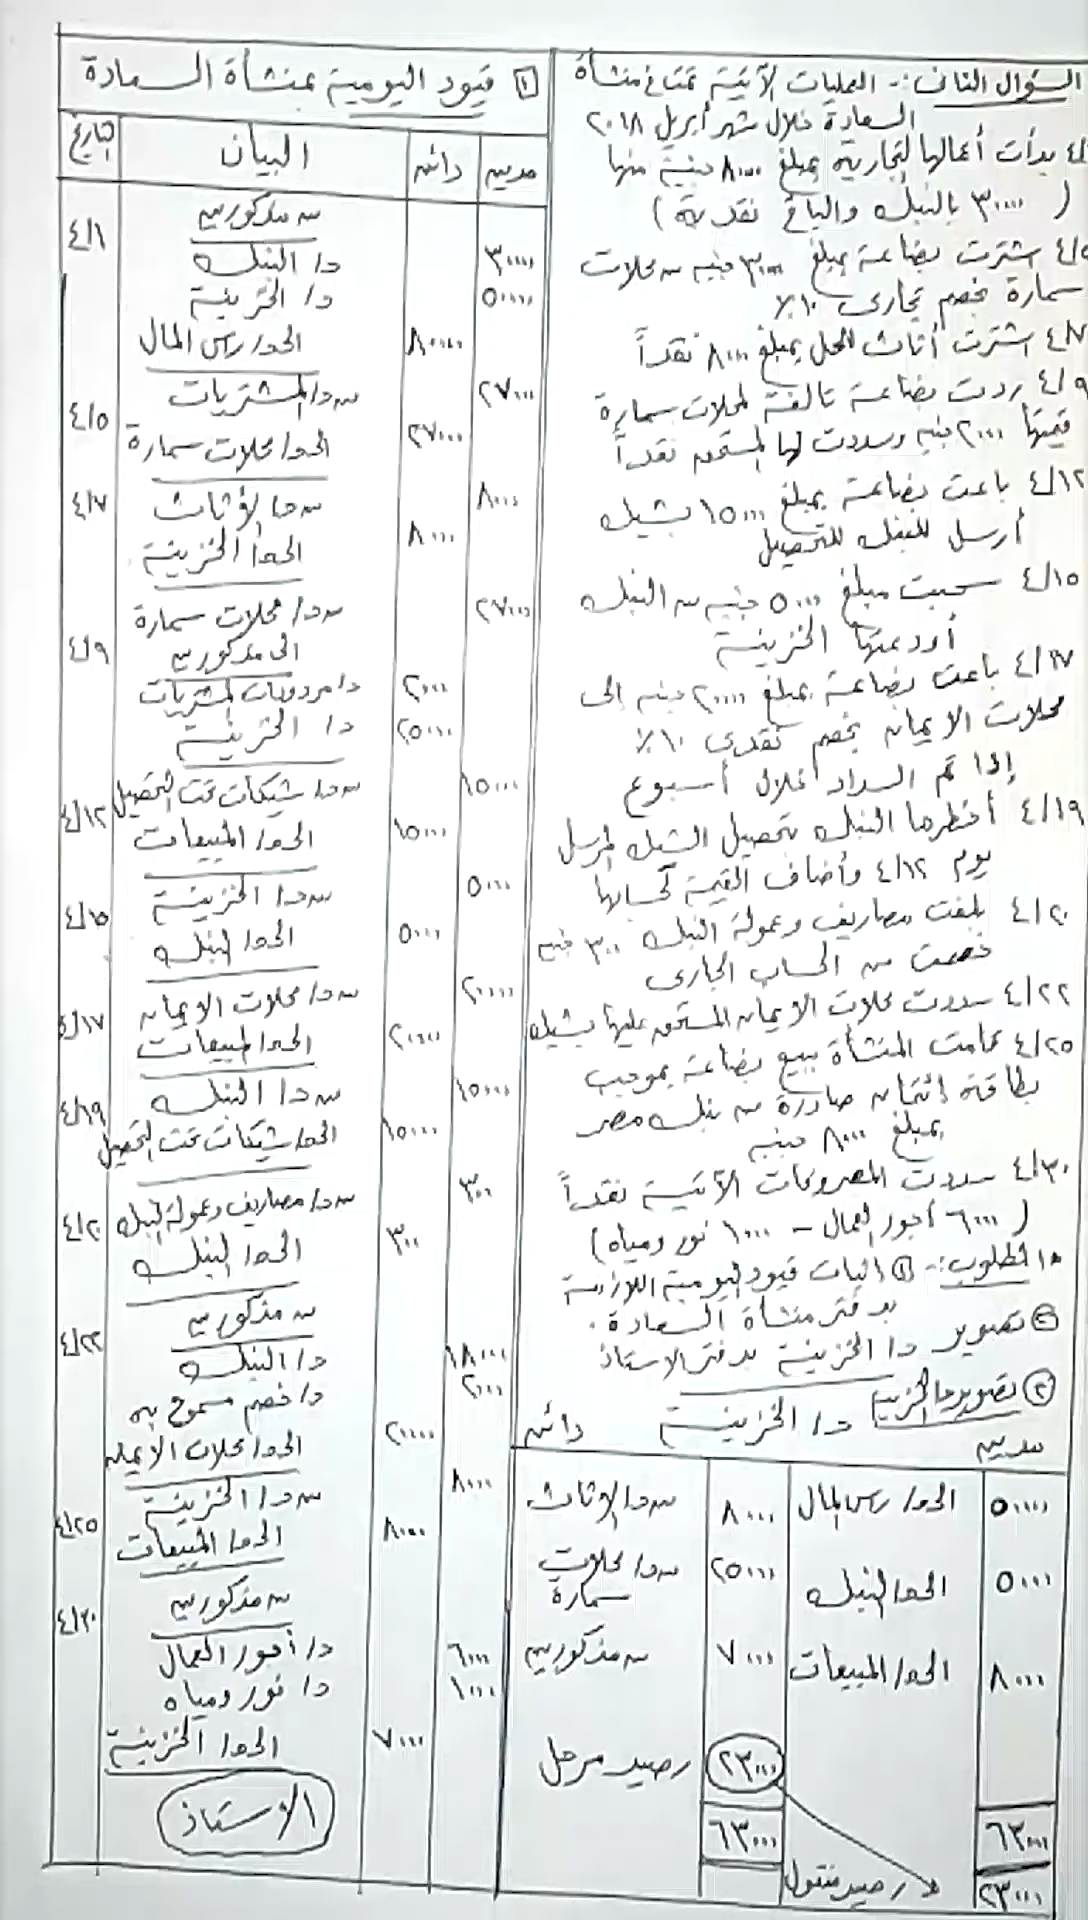 السؤال الثانى :- العمليات الآتية تمت فى منشأة
السعادة خلال شهر أبريل ٢٠١٨
بدأت أعمالها التجارية بمبلغ ٨٠٠٠٠ جنيه منها
( ٣٠٠٠٠ بالبنك والباقى نقدية )
٤/٥ اشترت بضاعة بمبلغ ٣٠٠٠٠ جنيه من محلات
سمارة بخصم تجارى ١٠٪
٤/٧ اشترت أثاث للمحل بمبلغ ٨٠٠٠ نقداً
٤/٩ ردت بضاعة تالفة لمحلات سمارة
قيمتها ٢٠٠٠ جنيه وسددت لها المستحق نقداً
٤/١٢ باعت بضاعة بمبلغ ١٥٠٠٠ بشيك
أرسل للبنك للتحصيل
٤/١٥ سحبت مبلغ ٥٠٠٠ جنيه من البنك
أودعتها الخزينة
٤/١٧ باعت بضاعة بمبلغ ٢٠٠٠٠ جنيه إلى
محلات الايمان بخصم نقدى ١٠٪
إذا تم السداد خلال أسبوع
٤/١٩ أخطرها البنك بتحصيل الشيك المرسل
يوم ٤/١٢ وأضاف القيمة لحسابها
٤/٢٠ بلغت مصاريف وعمولة البنك ٣٠٠ جنيه
خصمت من الحساب الجارى
٤/٢٢ سددت محلات الايمان المستحق عليها بشيك
٤/٢٥ قامت المنشأة ببيع بضاعة بموجب
بطاقة إئتمان صادرة من بنك مصر
بمبلغ ٨٠٠٠ جنيه
٤/٣٠ سددت المصروفات الآتية نقداً
( ٦٠٠٠ أجور العمال - ١٠٠٠ نور ومياه )
المطلوب :- ① اثبات قيود اليومية اللازمة
بدفتر منشأة السعادة .
② تصوير ح/ الخزينة بدفتر الاستاذ
② تصوير ح/ الخزينة
مدين ح/ الخزينة دائن
٥٠٠٠٠ الى ح/ رأس المال ٨٠٠٠ من ح/ الأثاث
٥٠٠٠ الى ح/ البنك ٢٥٠٠٠ من ح/ محلات
سمارة
٨٠٠٠ الى ح/ المبيعات ٧٠٠٠ من مذكورين
٢٣٠٠٠ رصيد مرحل
٦٣٠٠٠ ٦٣٠٠٠
٢٣٠٠٠ رصيد منقول
① قيود اليومية بمنشأة السعادة
مدين دائن البيان التاريخ
من مذكورين ٤/١
٣٠٠٠٠ ح/ البنك
٥٠٠٠٠ ح/ الخزينة
٨٠٠٠٠ الى ح/ رس المال
٢٧٠٠٠ من ح/ المشتريات ٤/٥
٢٧٠٠٠ الى ح/ محلات سمارة
٨٠٠٠ من ح/ الأثاث ٤/٧
٨٠٠٠ الى ح/ الخزينة
٢٧٠٠٠ من ح/ محلات سمارة
الى مذكورين ٤/٩
٢٠٠٠ ح/ مردودات المشتريات
٢٥٠٠٠ ح/ الخزينة
١٥٠٠٠ من ح/ شيكات تحت التحصيل ٤/١٢
١٥٠٠٠ الى ح/ المبيعات
٥٠٠٠ من ح/ الخزينة ٤/١٥
٥٠٠٠ الى ح/ البنك
٢٠٠٠٠ من ح/ محلات الايمان ٤/١٧
٢٠٠٠٠ الى ح/ المبيعات
١٥٠٠٠ من ح/ البنك ٤/١٩
١٥٠٠٠ الى ح/ شيكات تحت التحصيل
٣٠٠ من ح/ مصاريف وعمولة البنك ٤/٢٠
٣٠٠ الى ح/ البنك
من مذكورين ٤/٢٢
١٨٠٠٠ ح/ البنك
٢٠٠٠ ح/ خصم مسموح به
٢٠٠٠٠ الى ح/ محلات الايمان
٨٠٠٠ من ح/ الخزينة ٤/٢٥
٨٠٠٠ الى ح/ المبيعات
من مذكورين ٤/٣٠
٦٠٠٠ ح/ أجور العمال
١٠٠٠ ح/ نور ومياه
٧٠٠٠ الى ح/ الخزينة
الاستاذ